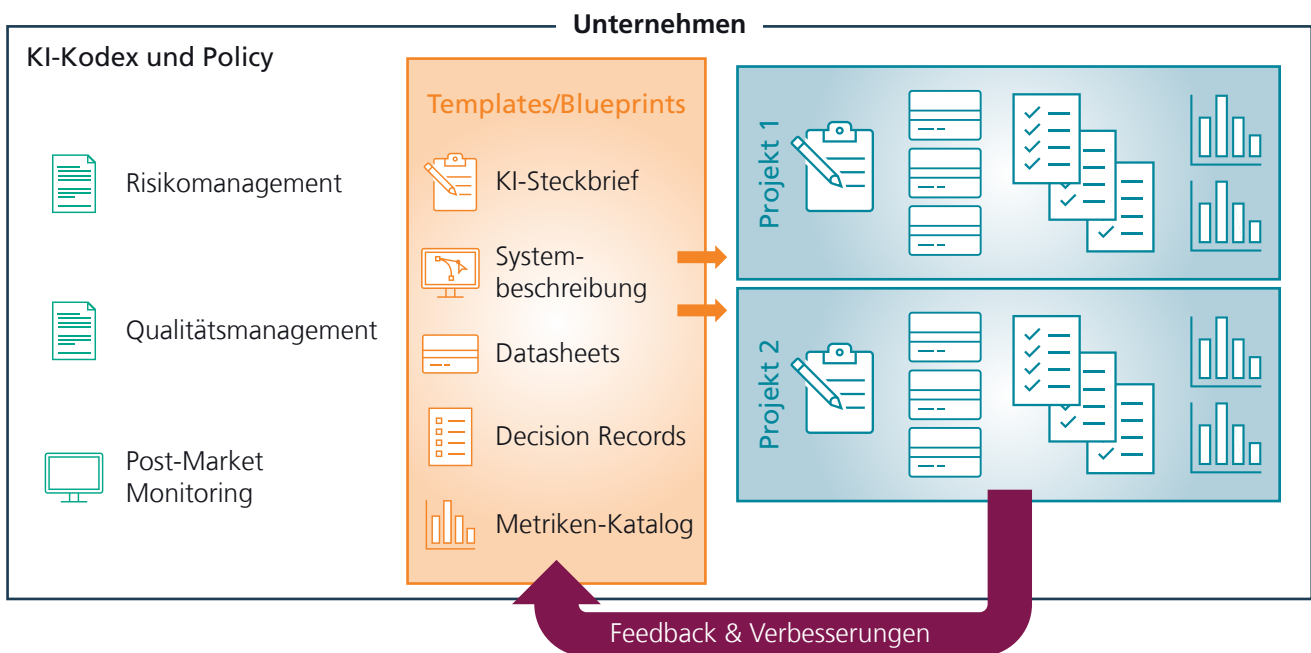 Unternehmen
KI-Kodex und Policy
Risikomanagement
Qualitätsmanagement
Post-Market
Monitoring
Templates/Blueprints
KI-Steckbrief
System-
beschreibung
Datasheets
Decision Records
Metriken-Katalog
Projekt 1
Projekt 2
Feedback & Verbesserungen